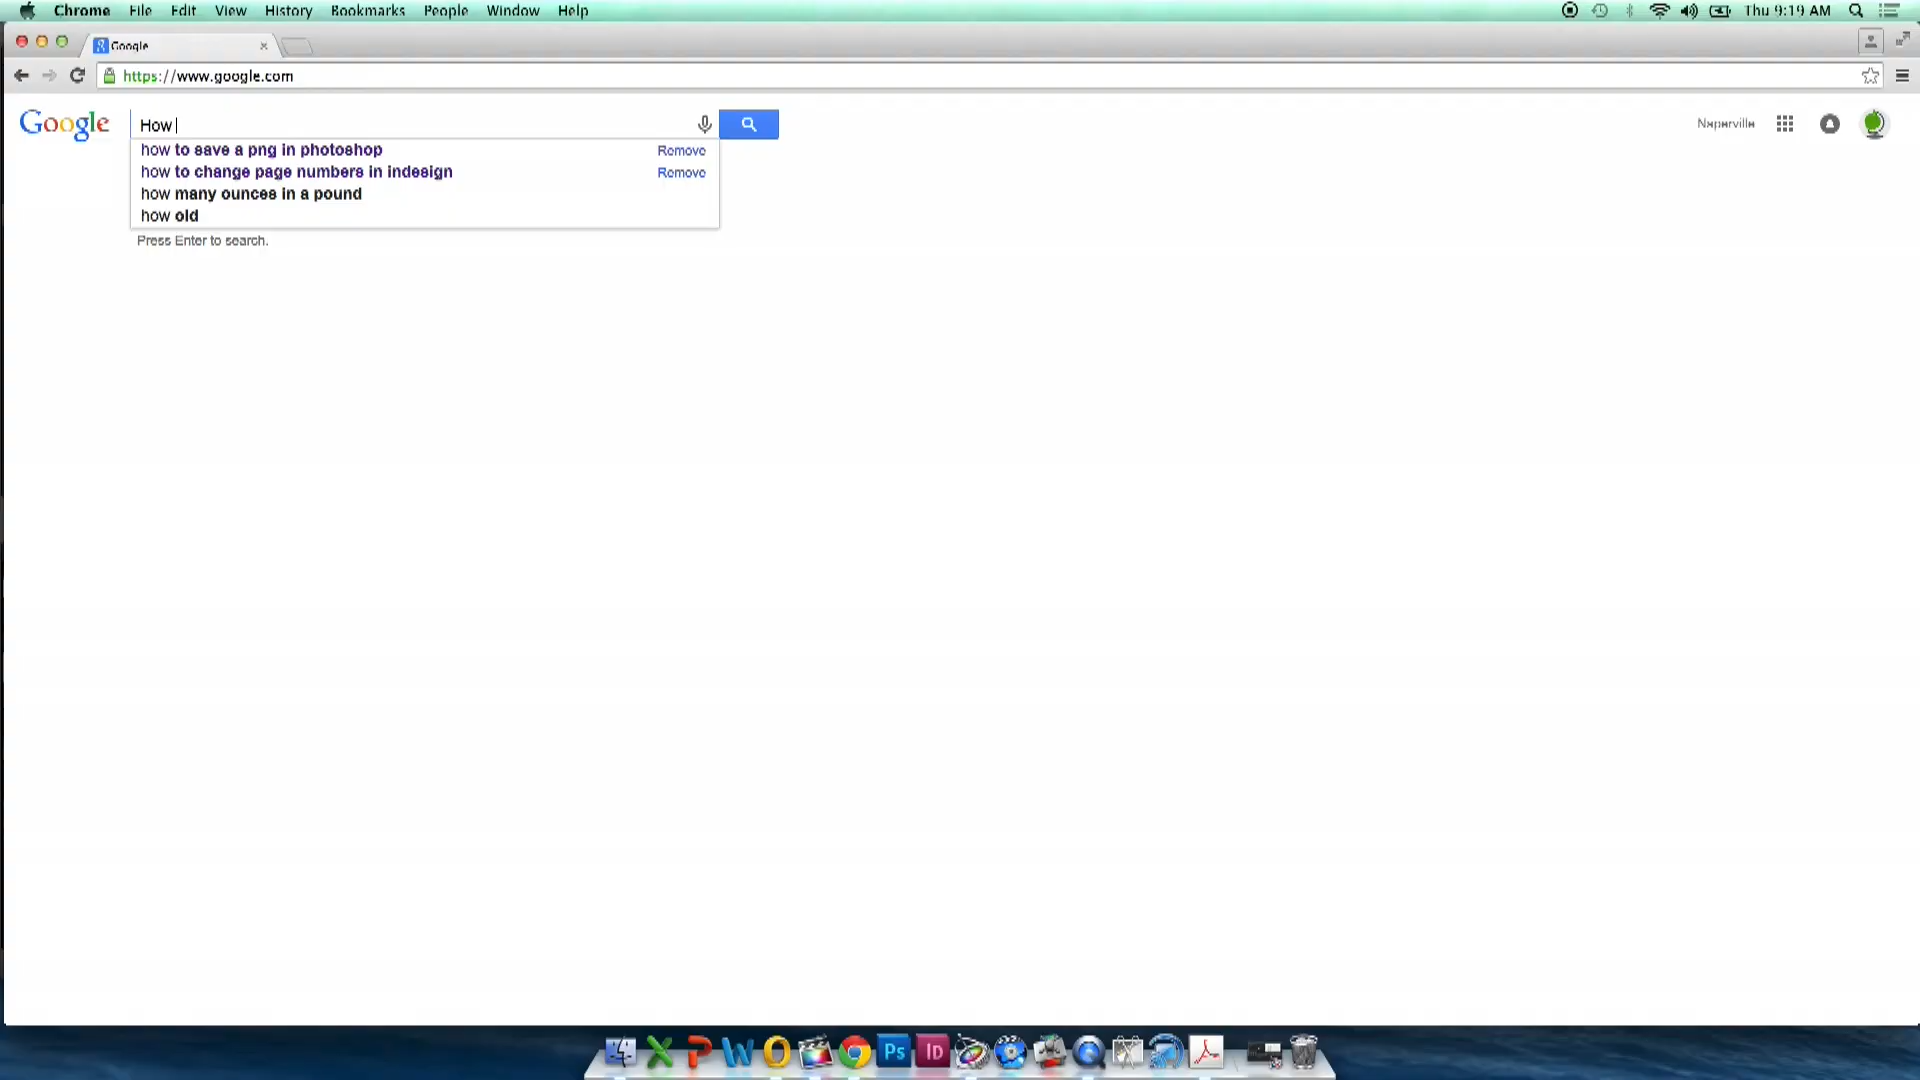 Chrome File Edit View History Bookmarks People Window Help Thu 9:19 AM
Google
https://www.google.com
Google How Naperville
how to save a png in photoshop Remove
how to change page numbers in indesign Remove
how many ounces in a pound
how old
Press Enter to search.
X P W O Ps ID